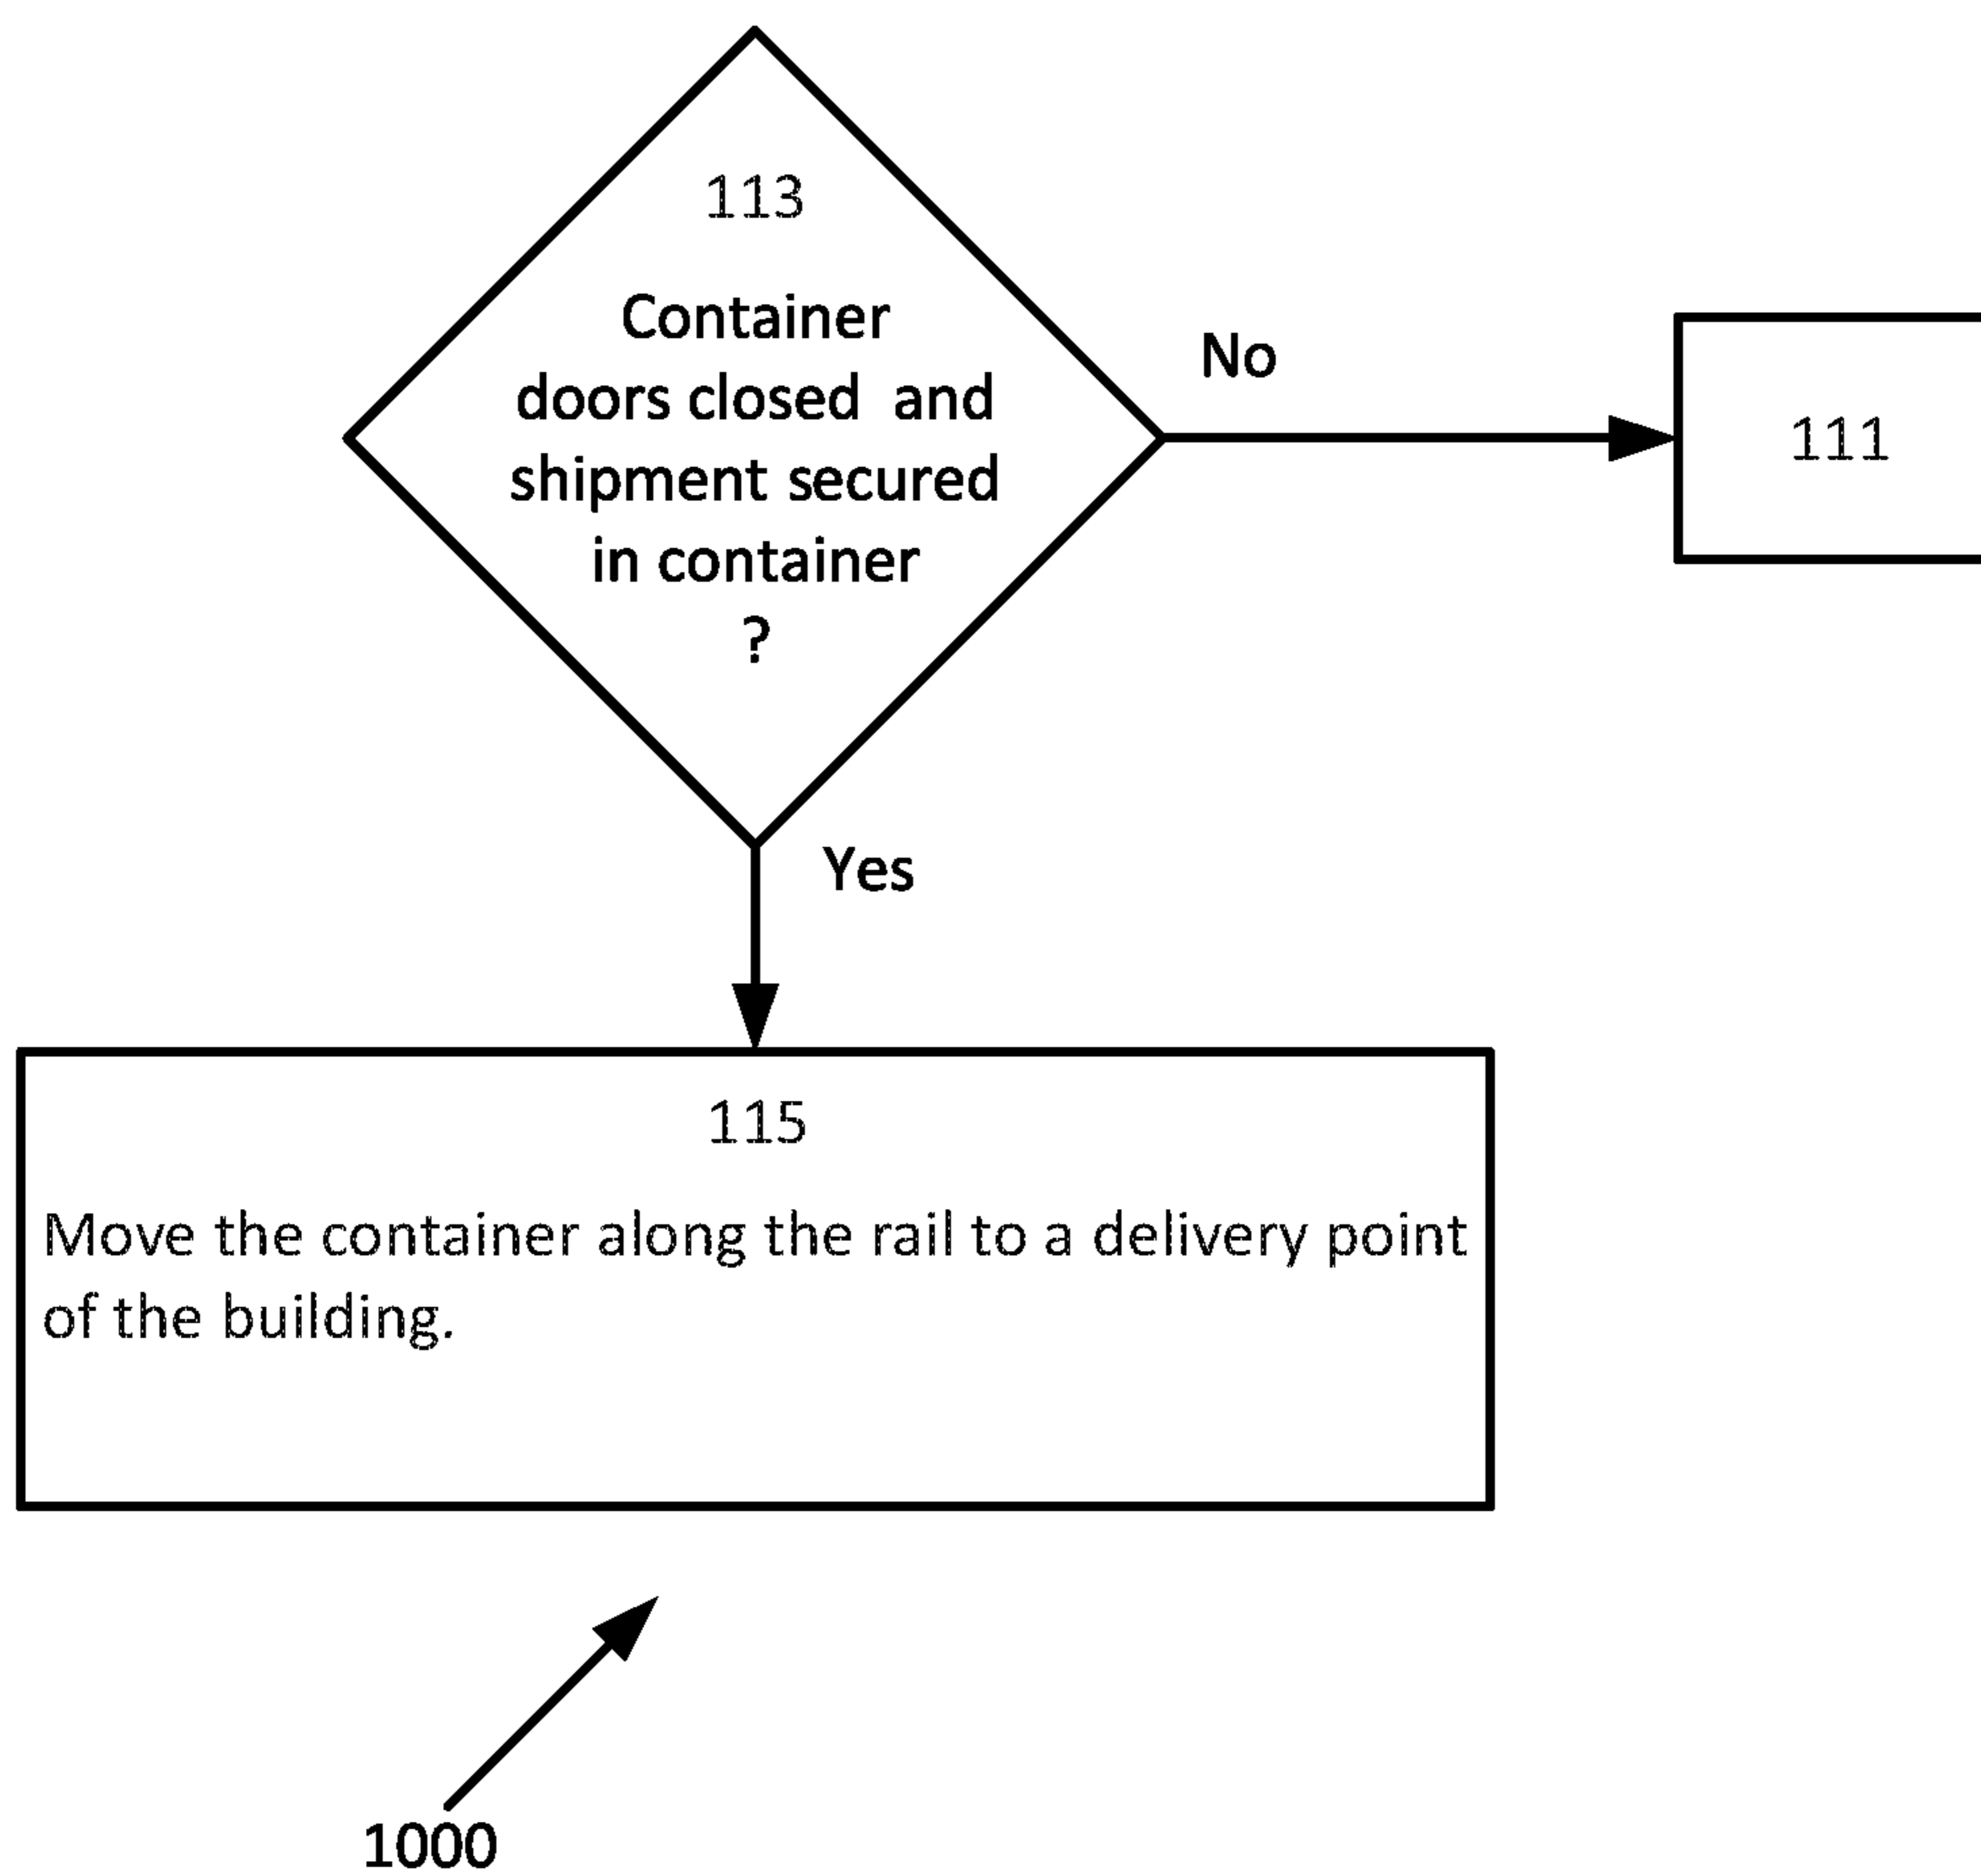 113
Container
doors closed  and
shipment secured
in container
?
No
111
Yes
115
Move the container along the rail to a delivery point
of the building.
1000